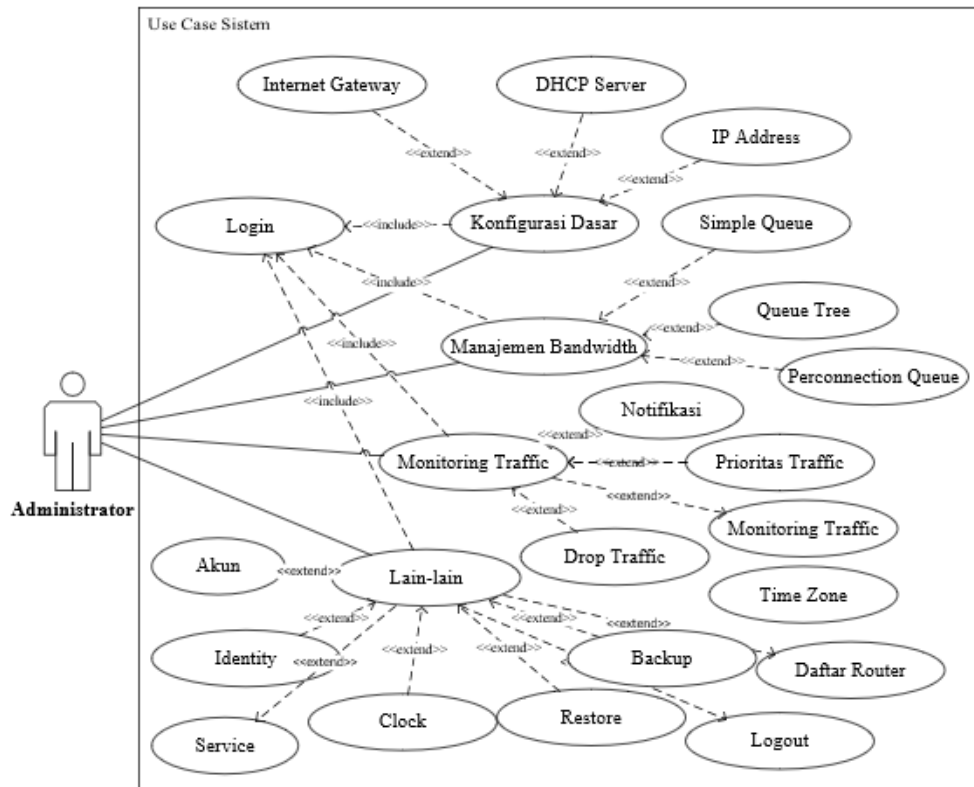 Use Case Sistem
Internet Gateway
DHCP Server
IP Address
<<extend>>
<<extend>>
<<extend>>
Login
<<include>>
Konfigurasi Dasar
Simple Queue
<<include>>
<<extend>>
Queue Tree
<<extend>>
<<include>>
Manajemen Bandwidth
<<extend>>
Perconnection Queue
<<include>>
Notifikasi
<<extend>>
Monitoring Traffic
<<extend>>
Prioritas Traffic
<<extend>>
Monitoring Traffic
<<extend>>
Administrator
Drop Traffic
Akun
<<extend>>
Lain-lain
Time Zone
<<extend>>
<<extend>>
<<extend>>
Identity
<<extend>>
<<extend>>
<<extend>>
Backup
Daftar Router
Service
Clock
Restore
Logout